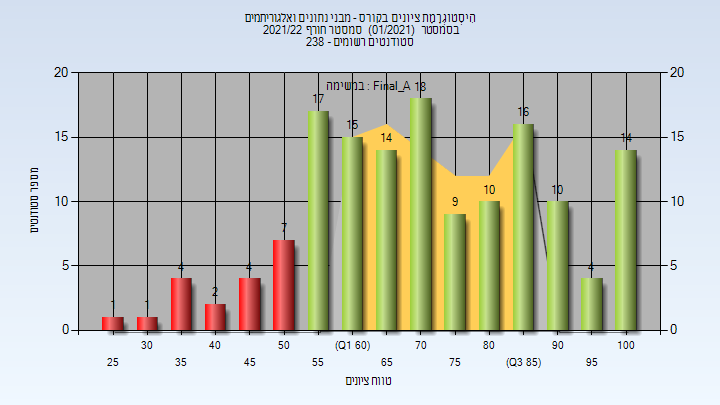 היסטוגרמת ציונים בקורס - מבני נתונים ואלגוריתמים
בסמסטר (01/2021) סמסטר חורף 2021/22
סטודנטים רשומים - 238
במשימה : Final_A
20 20
15 15
10 10
5 5
0 0
מספר סטודנטים
1 1 4 2 4 7 17 15 14 18 9 10 16 10 4 14
30 40 50 (Q1 60) 70 80 90 100
25 35 45 55 65 75 (Q3 85) 95
טווח ציונים